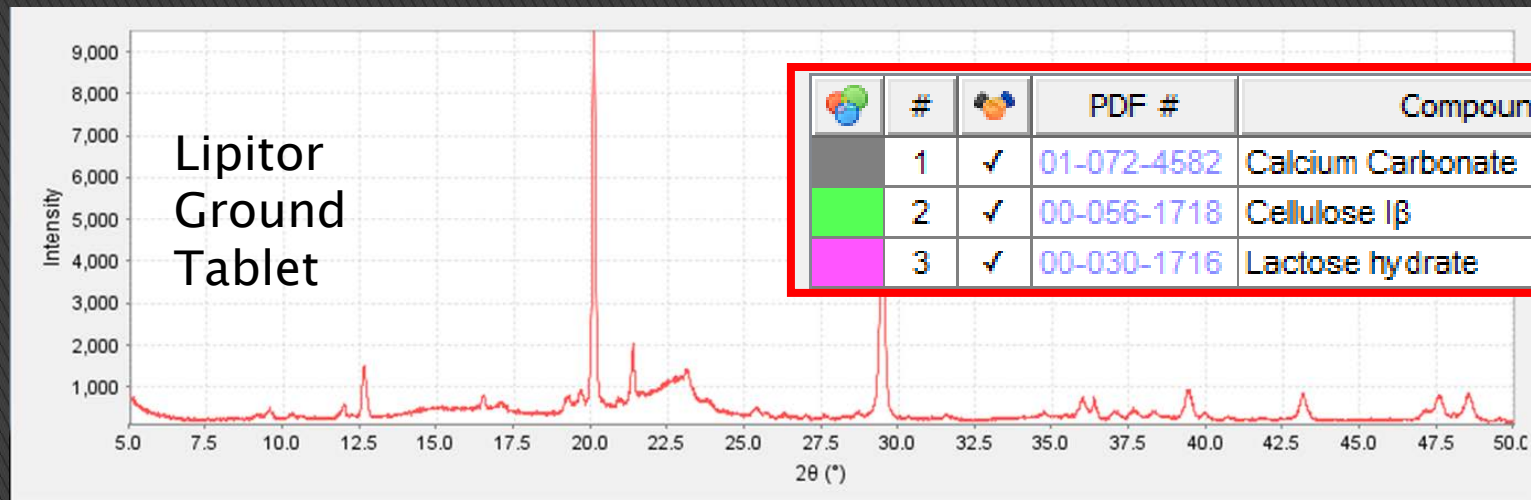 9,000
8,000
7,000
6,000
5,000
4,000
3,000
2,000
1,000
Intensity
Lipitor
Ground
Tablet
# PDF # Compoun
1 ✓ 01-072-4582 Calcium Carbonate
2 ✓ 00-056-1718 Cellulose Iβ
3 ✓ 00-030-1716 Lactose hydrate
5.0 7.5 10.0 12.5 15.0 17.5 20.0 22.5 25.0 27.5 30.0 32.5 35.0 37.5 40.0 42.5 45.0 47.5 50.0
2θ (°)